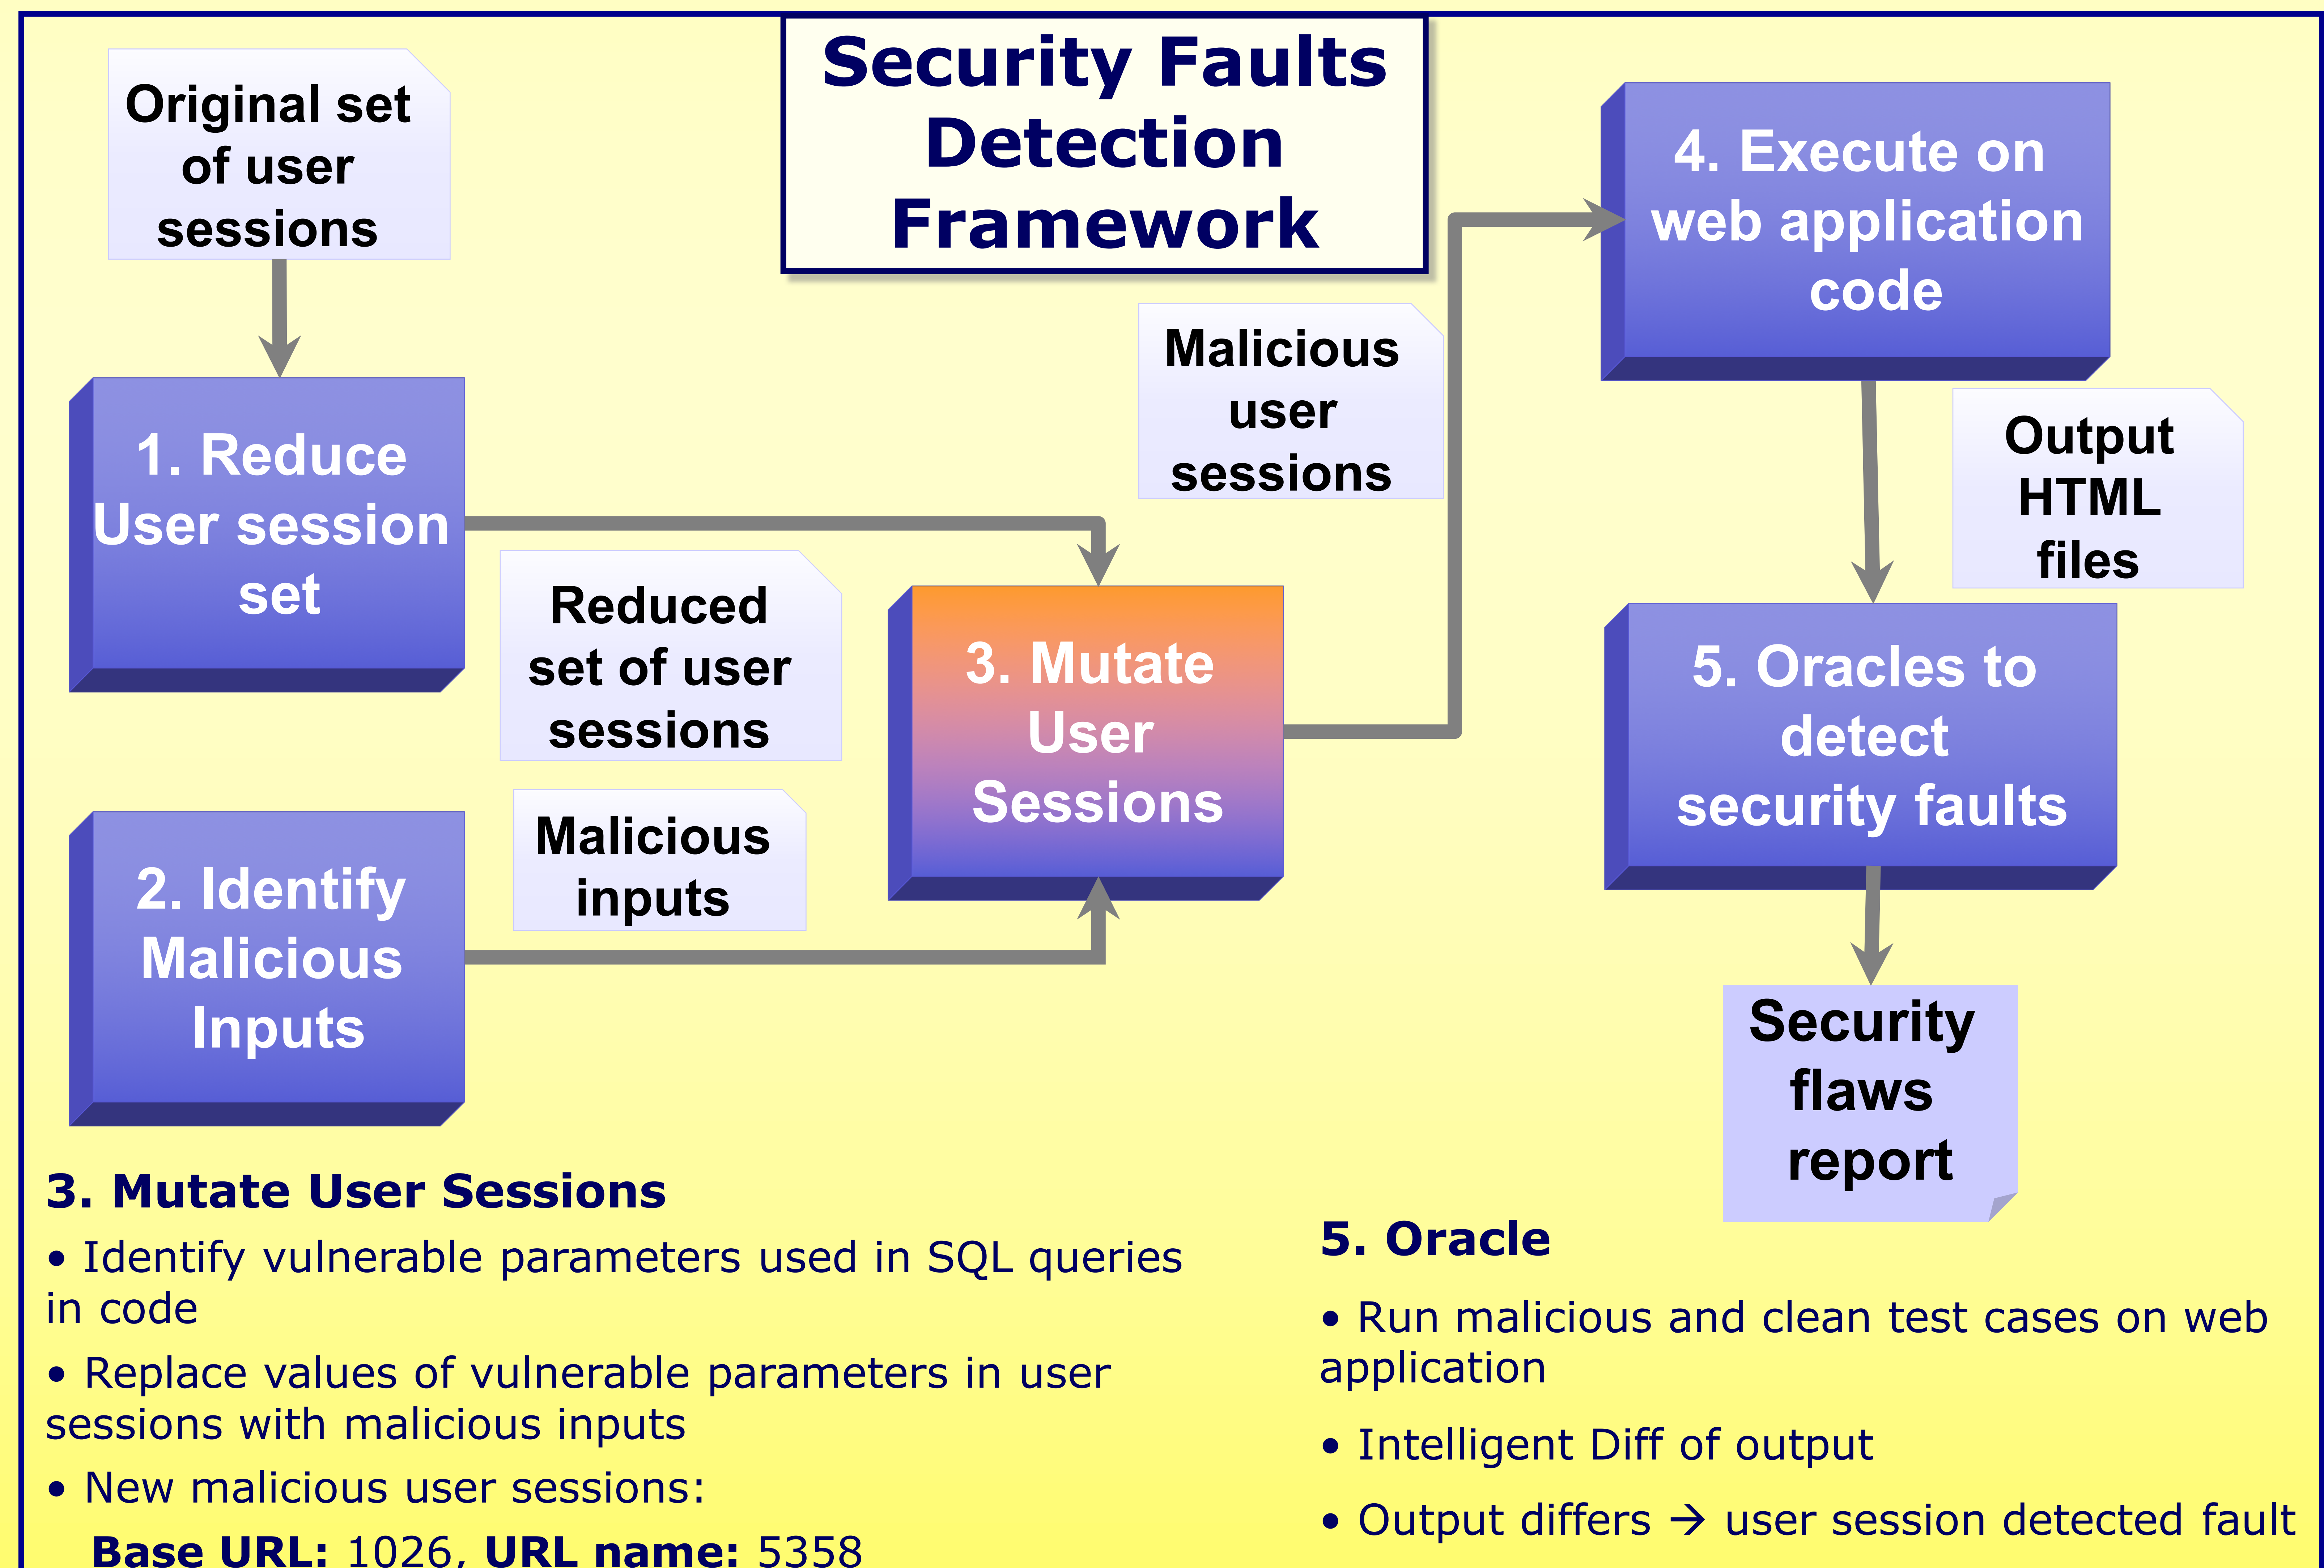 Security Faults
Detection
Framework
Original set
of user
sessions
1. Reduce
User session
set
Reduced
set of user
sessions
2. Identify
Malicious
Inputs
Malicious
inputs
3. Mutate
User
Sessions
Malicious
user
sessions
4. Execute on
web application
code
Output
HTML
files
5. Oracles to
detect
security faults
Security
flaws
report
3. Mutate User Sessions
• Identify vulnerable parameters used in SQL queries
in code
• Replace values of vulnerable parameters in user
sessions with malicious inputs
• New malicious user sessions:
Base URL: 1026, URL name: 5358
5. Oracle
• Run malicious and clean test cases on web
application
• Intelligent Diff of output
• Output differs → user session detected fault